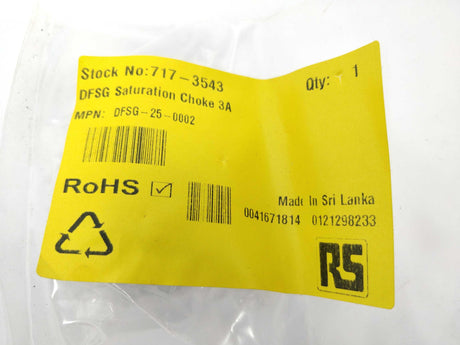 Stock No:717-3543
Qty: 1
DFSG Saturation Choke 3A
MPN: DFSG-25-0002
RoHS
Made In Sri Lanka
0041671814 0121298233
RS